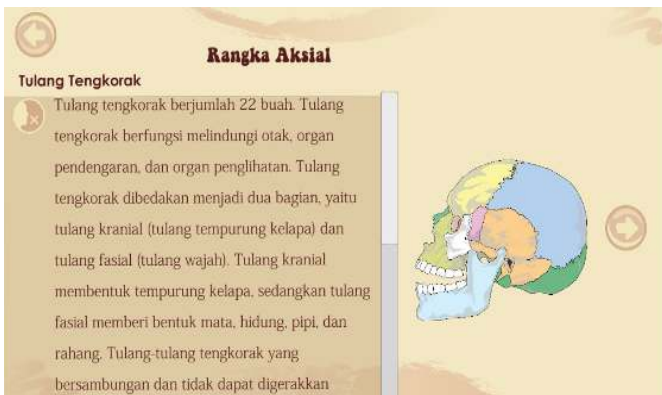 Rangka Aksial
Tulang Tengkorak
Tulang tengkorak berjumlah 22 buah. Tulang
tengkorak berfungsi melindungi otak, organ
pendengaran, dan organ penglihatan. Tulang
tengkorak dibedakan menjadi dua bagian, yaitu
tulang kranial (tulang tempurung kelapa) dan
tulang fasial (tulang wajah). Tulang kranial
membentuk tempurung kelapa, sedangkan tulang
fasial memberi bentuk mata, hidung, pipi, dan
rahang. Tulang-tulang tengkorak yang
bersambungan dan tidak dapat digerakkan